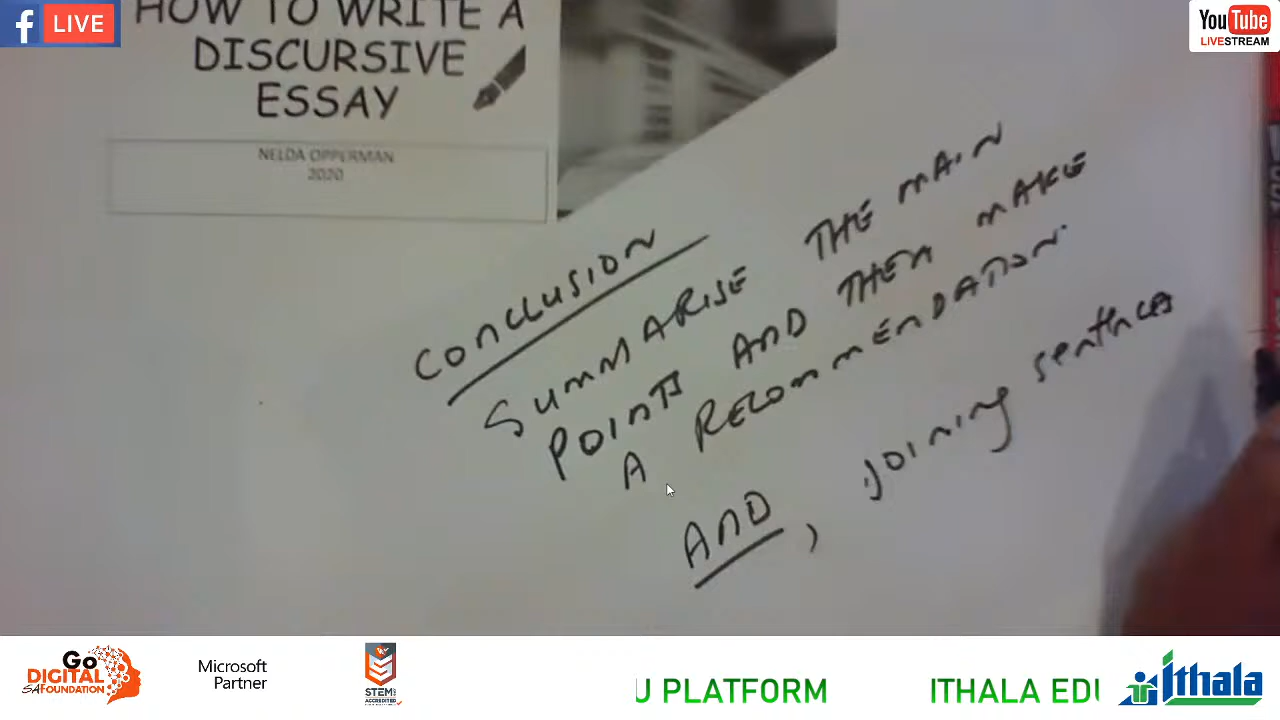 f LIVE
YouTube
LIVESTREAM
HOW TO WRITE A
DISCURSIVE
ESSAY
NELDA OPPERMAN
2020
CONCLUSION
SUMMARISE THE MAIN
POINTS AND THEN MAKE
A RECOMMENDATION.
AND, joining sentences
Go
DIGITAL
SA FOUNDATION
Microsoft
Partner
STEM
U PLATFORM ITHALA EDU
Ithala